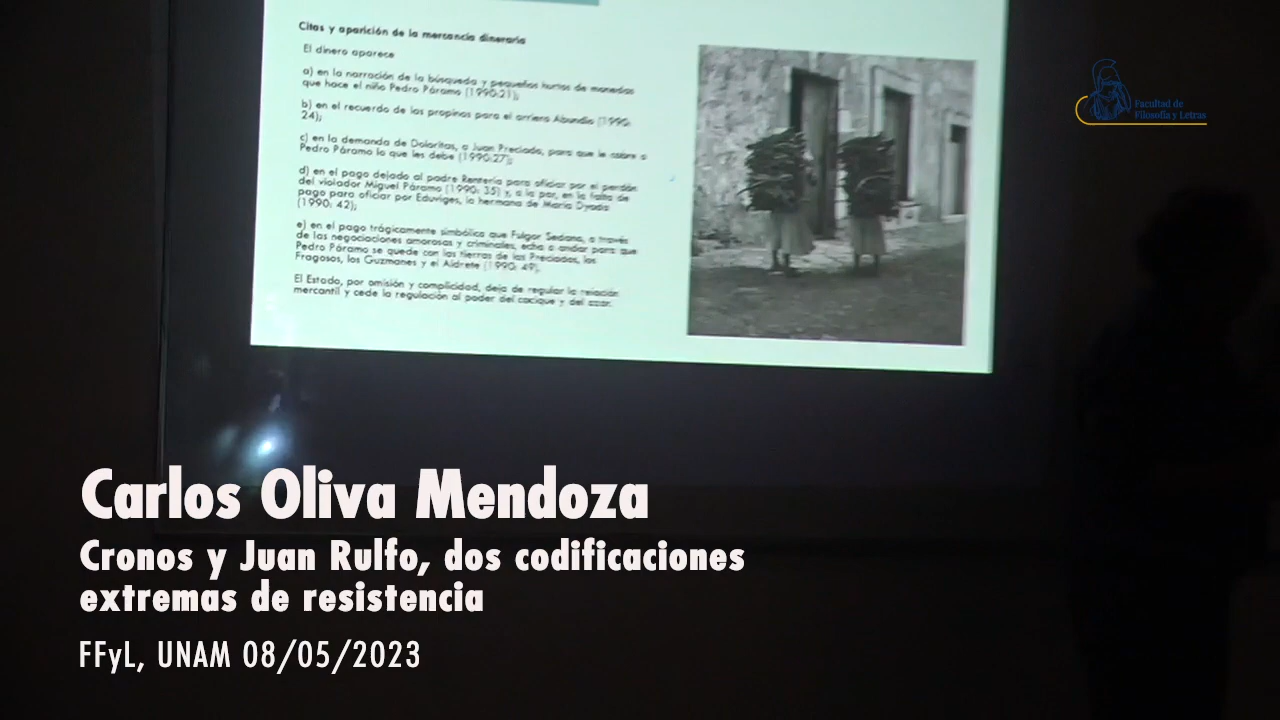 Citas y aparición de la mercancía dineraria
El dinero aparece
a) en la narración de la búsqueda y pequeños hurtos de monedas
que hace el niño Pedro Páramo (1990:21);
b) en el recuerdo de las propinas para el arriero Abundio (1990:
24);
c) en la demanda de Doloritas, a Juan Preciado, para que le cobre a
Pedro Páramo lo que les debe (1990:27);
d) en el pago dejado al padre Rentería para oficiar por el perdón
del violador Miguel Páramo (1990: 35) y, a la par, en la falta de
pago para oficiar por Eduviges, la hermana de María Dyada
(1990: 42);
e) en el pago trágicamente simbólico que Fulgor Sedano, a través
de las negociaciones amorosas y criminales, echa a andar para que
Pedro Páramo se quede con las tierras de los Preciados, los
Fragosos, los Guzmanes y el Aldrete (1990: 49).
El Estado, por omisión y complicidad, deja de regular la relación
mercantil y cede la regulación al poder del cacique y del azar.
Facultad de
Filosofía y Letras
Carlos Oliva Mendoza
Cronos y Juan Rulfo, dos codificaciones
extremas de resistencia
FFyL, UNAM 08/05/2023